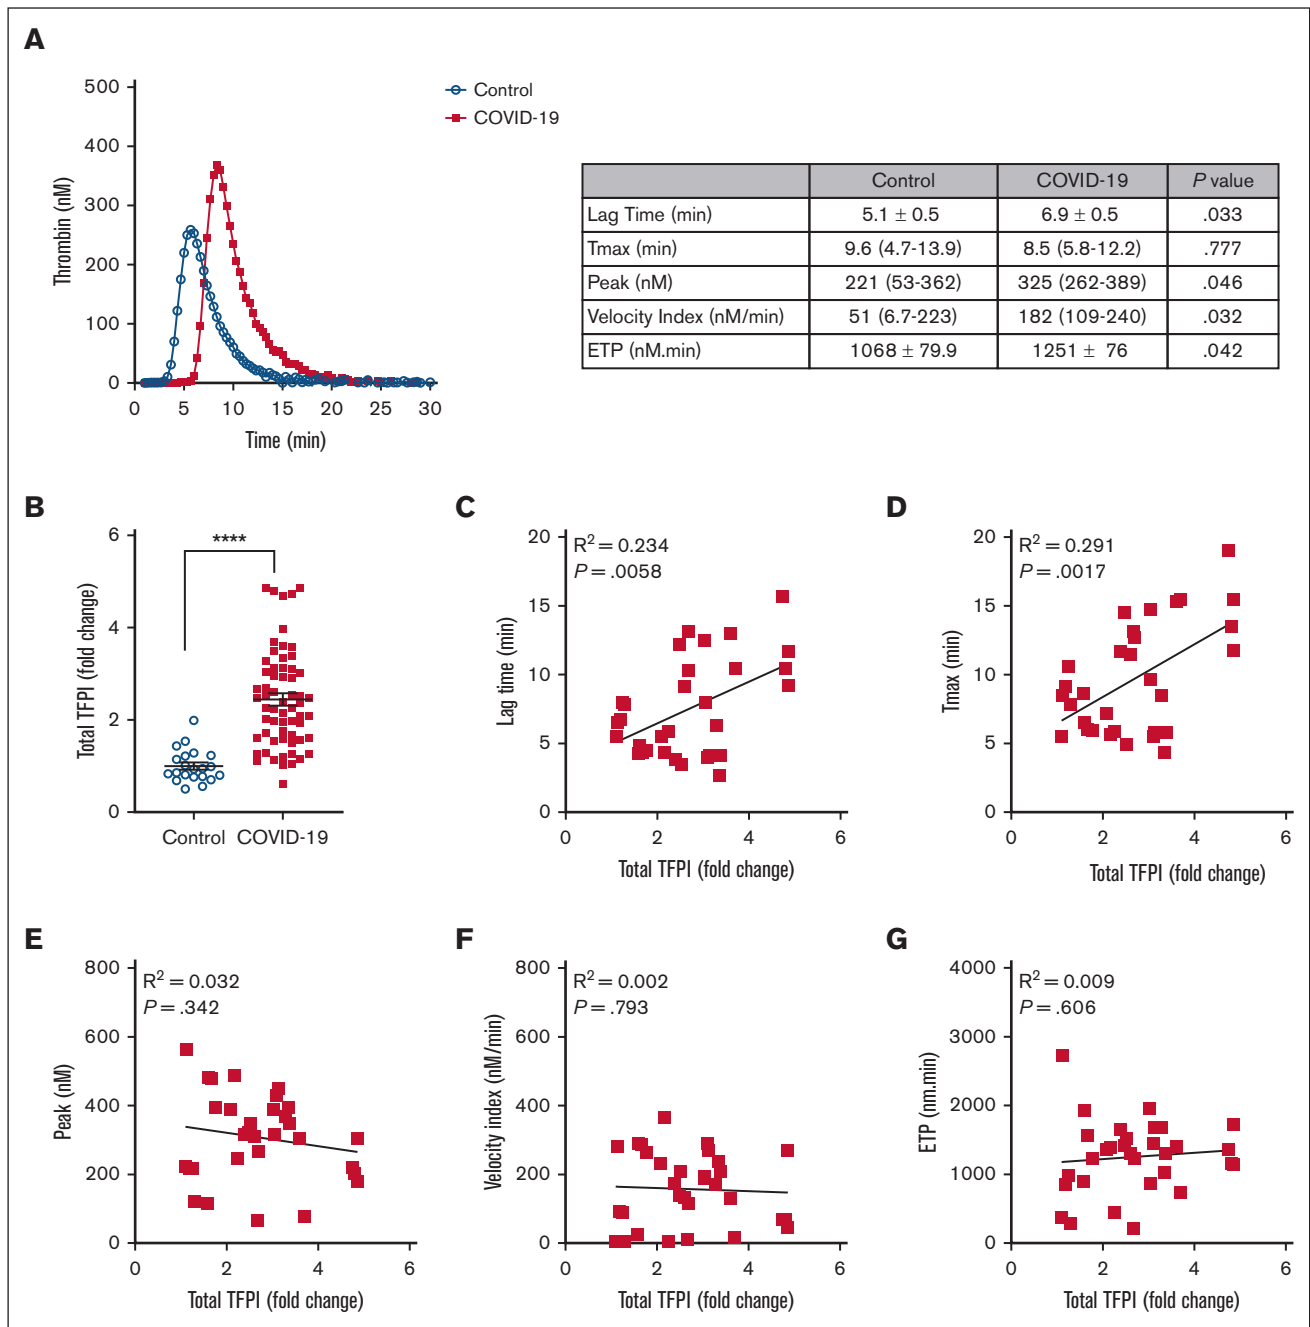 A
500
400
300
200
100
0
Thrombin (nM)
0 5 10 15 20 25 30
Time (min)
Control
COVID-19
Control COVID-19 P value
Lag Time (min) 5.1 ± 0.5 6.9 ± 0.5 .033
Tmax (min) 9.6 (4.7-13.9) 8.5 (5.8-12.2) .777
Peak (nM) 221 (53-362) 325 (262-389) .046
Velocity Index (nM/min) 51 (6.7-223) 182 (109-240) .032
ETP (nM.min) 1068 ± 79.9 1251 ± 76 .042
B
6
4
2
0
Total TFPI (fold change)
****
Control COVID-19
C
20
15
10
5
0
Lag time (min)
R² = 0.234
P = .0058
0 2 4 6
Total TFPI (fold change)
D
20
15
10
5
0
Tmax (min)
R² = 0.291
P = .0017
0 2 4 6
Total TFPI (fold change)
E
800
600
400
200
0
Peak (nM)
R² = 0.032
P = .342
0 2 4 6
Total TFPI (fold change)
F
800
600
400
200
0
Velocity index (nM/min)
R² = 0.002
P = .793
0 2 4 6
Total TFPI (fold change)
G
4000
3000
2000
1000
0
ETP (nm.min)
R² = 0.009
P = .606
0 2 4 6
Total TFPI (fold change)